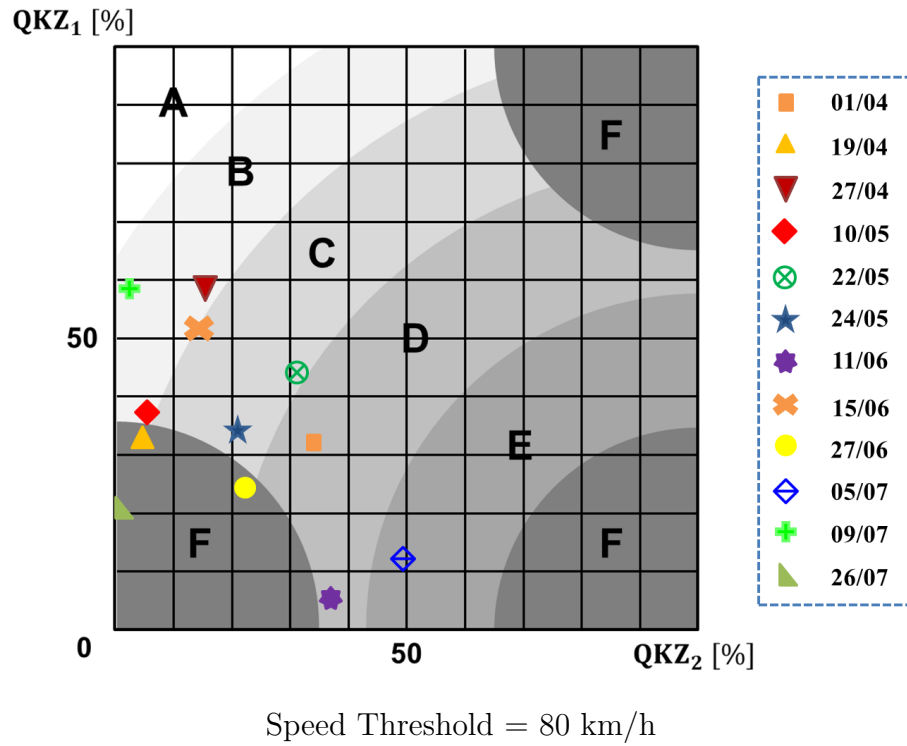 QKZ₁ [%]
A
F
B
C
50
D
E
F
F
0
50
QKZ₂ [%]
01/04
19/04
27/04
10/05
22/05
24/05
11/06
15/06
27/06
05/07
09/07
26/07
Speed Threshold = 80 km/h